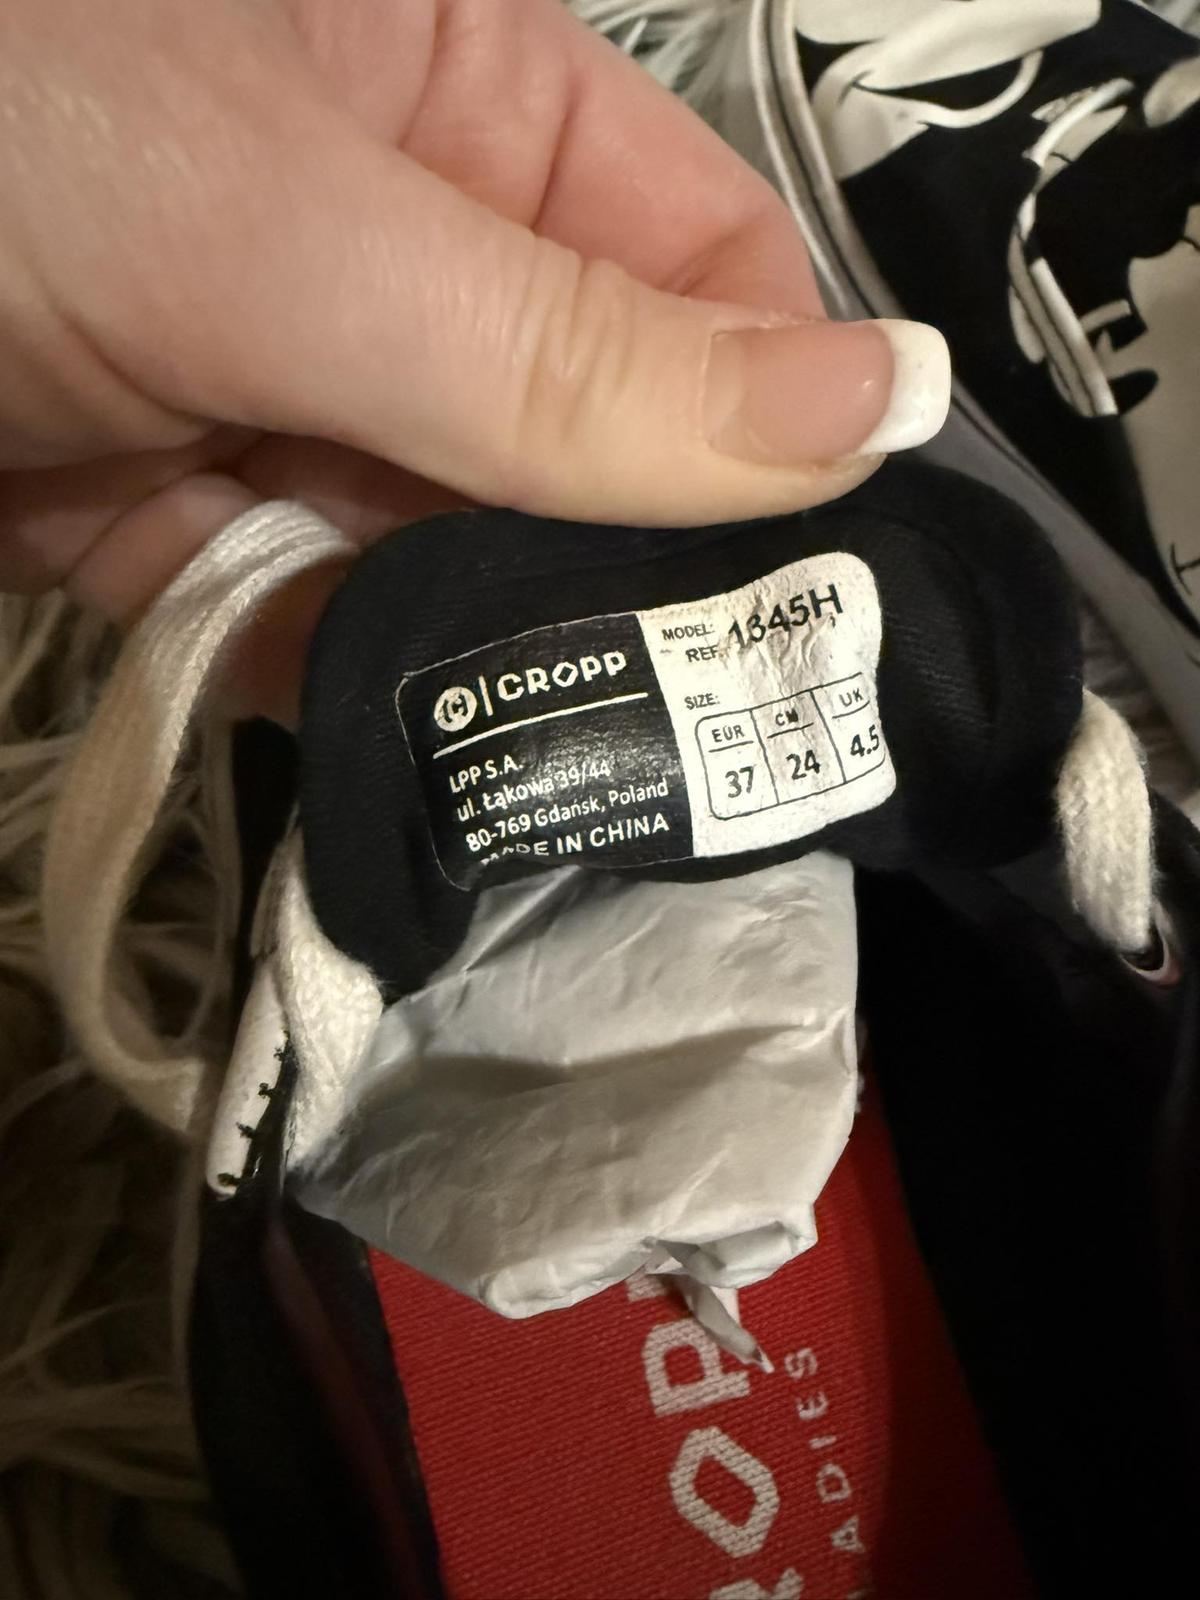 CROPP
LPP S.A.
ul. Łąkowa 39/44
80-769 Gdańsk, Poland
MADE IN CHINA
MODEL:
REF. 1345H
SIZE:
EUR CM UK
37 24 4.5
CROPP
LADIES